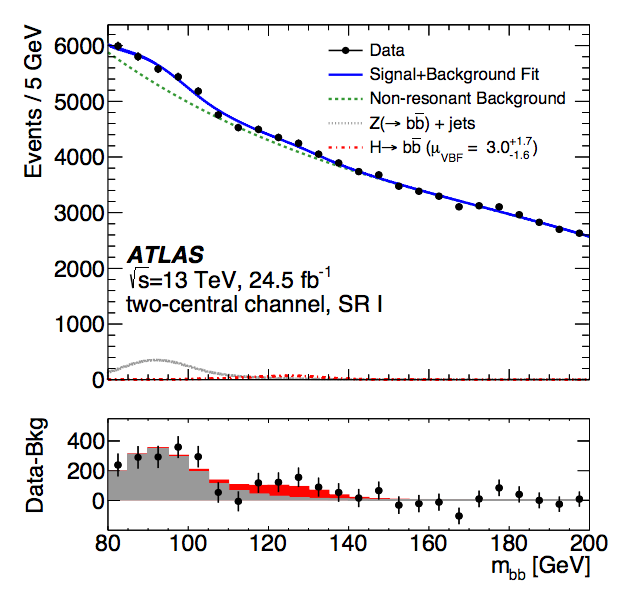 Events / 5 GeV
6000
5000
4000
3000
2000
1000
0
Data
Signal+Background Fit
Non-resonant Background
Z(→ bb̅) + jets
H→ bb̅ (μ_VBF = 3.0^{+1.7}_{-1.6})
ATLAS
√s=13 TeV, 24.5 fb⁻¹
two-central channel, SR I
Data-Bkg
400
200
0
80 100 120 140 160 180 200
m_bb [GeV]